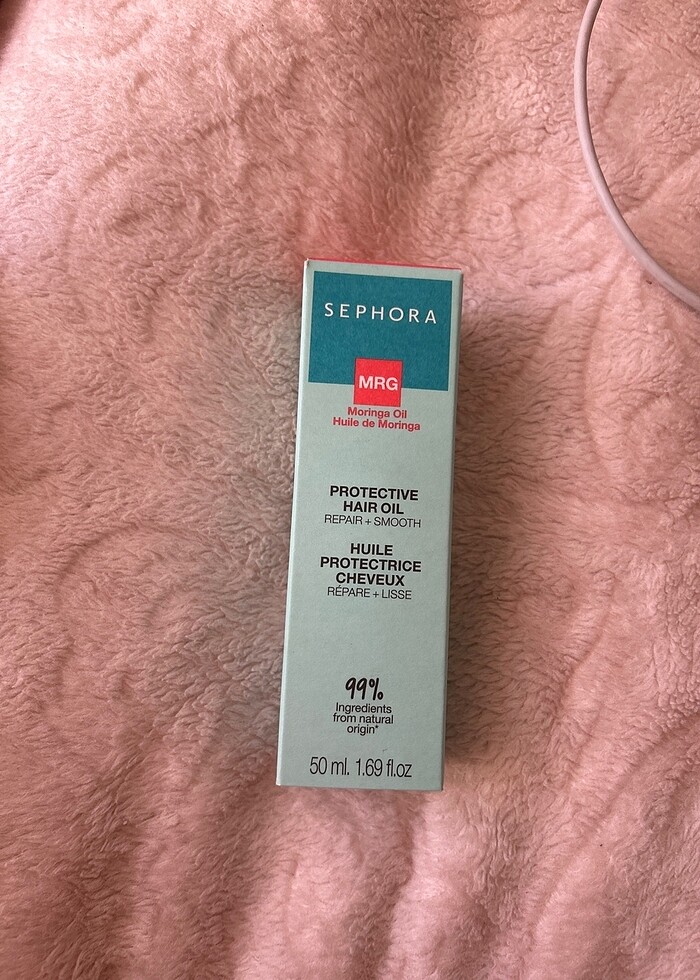 SEPHORA
MRG
Moringa Oil
Huile de Moringa
PROTECTIVE
HAIR OIL
REPAIR + SMOOTH
HUILE
PROTECTRICE
CHEVEUX
RÉPARE + LISSE
99%
Ingredients
from natural
origin*
50 ml. 1.69 fl.oz